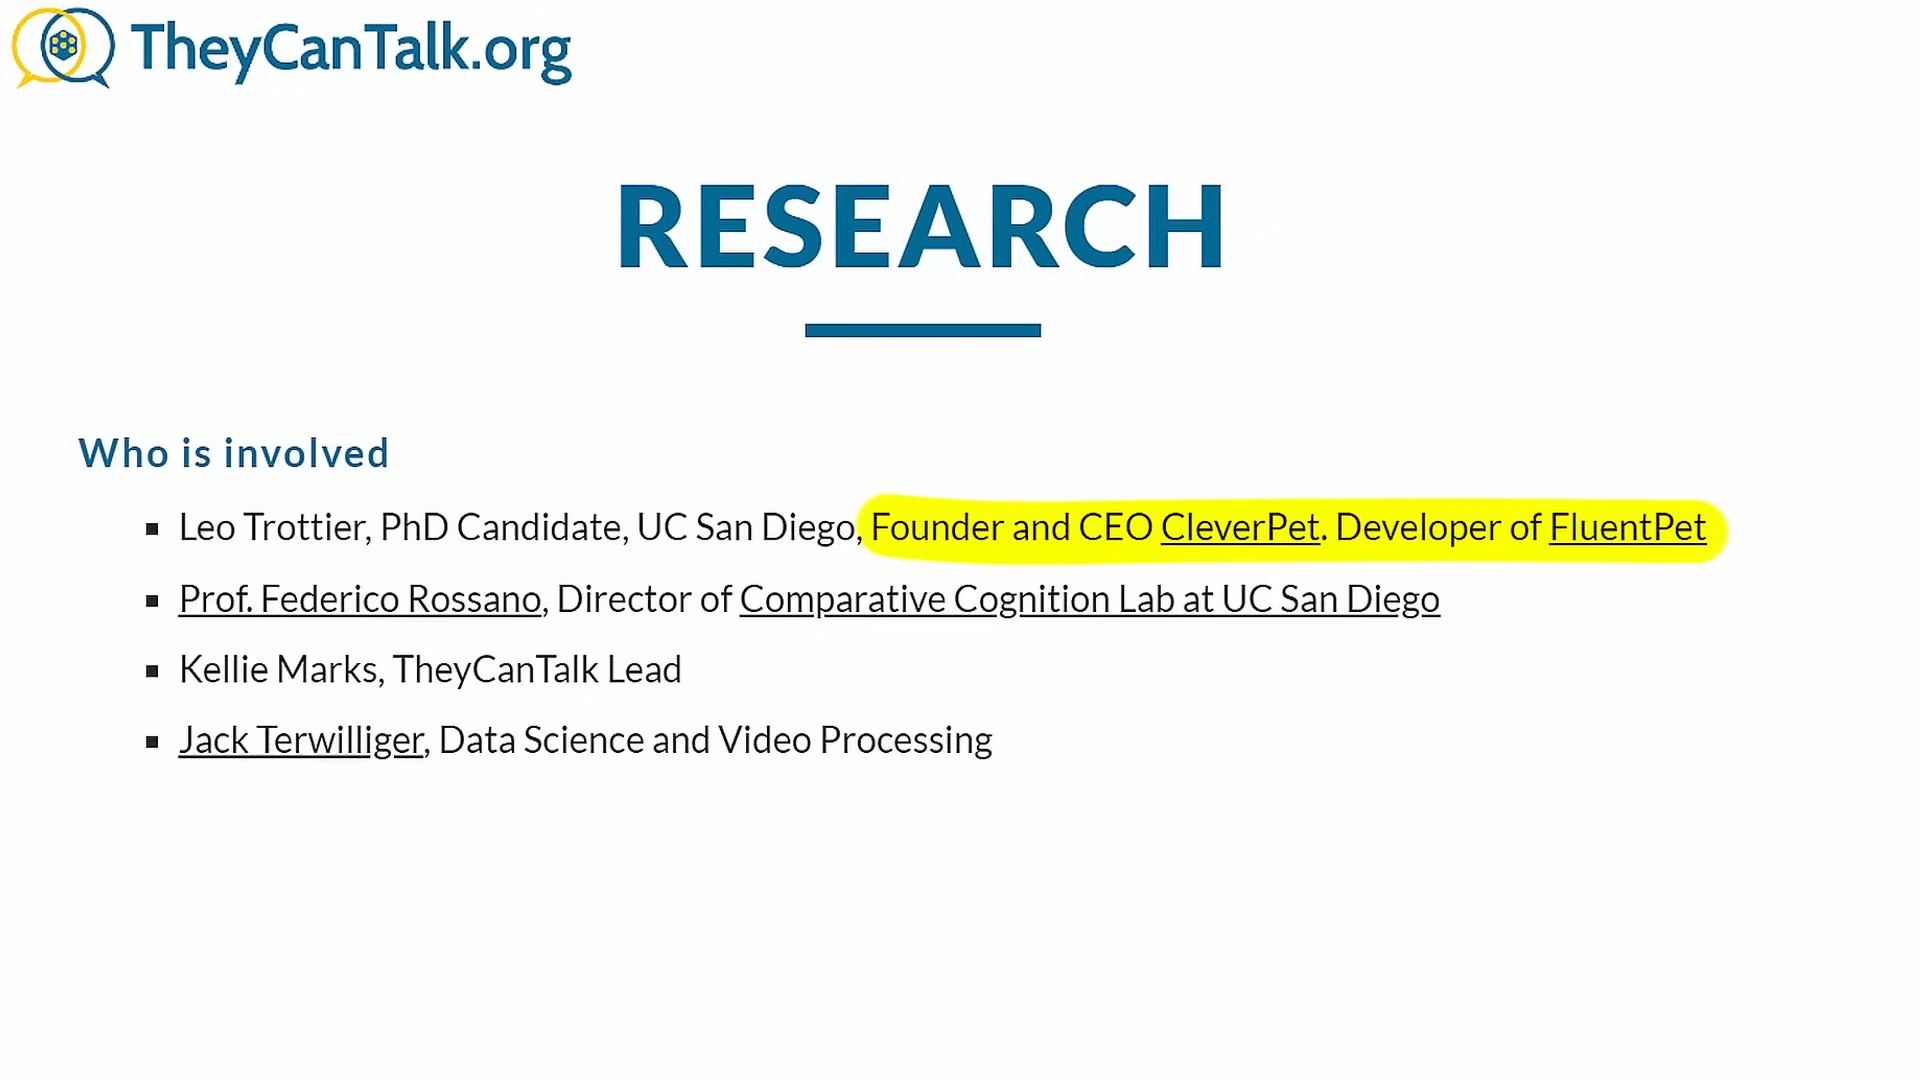 TheyCanTalk.org
RESEARCH
Who is involved
Leo Trottier, PhD Candidate, UC San Diego, Founder and CEO CleverPet. Developer of FluentPet
Prof. Federico Rossano, Director of Comparative Cognition Lab at UC San Diego
Kellie Marks, TheyCanTalk Lead
Jack Terwilliger, Data Science and Video Processing